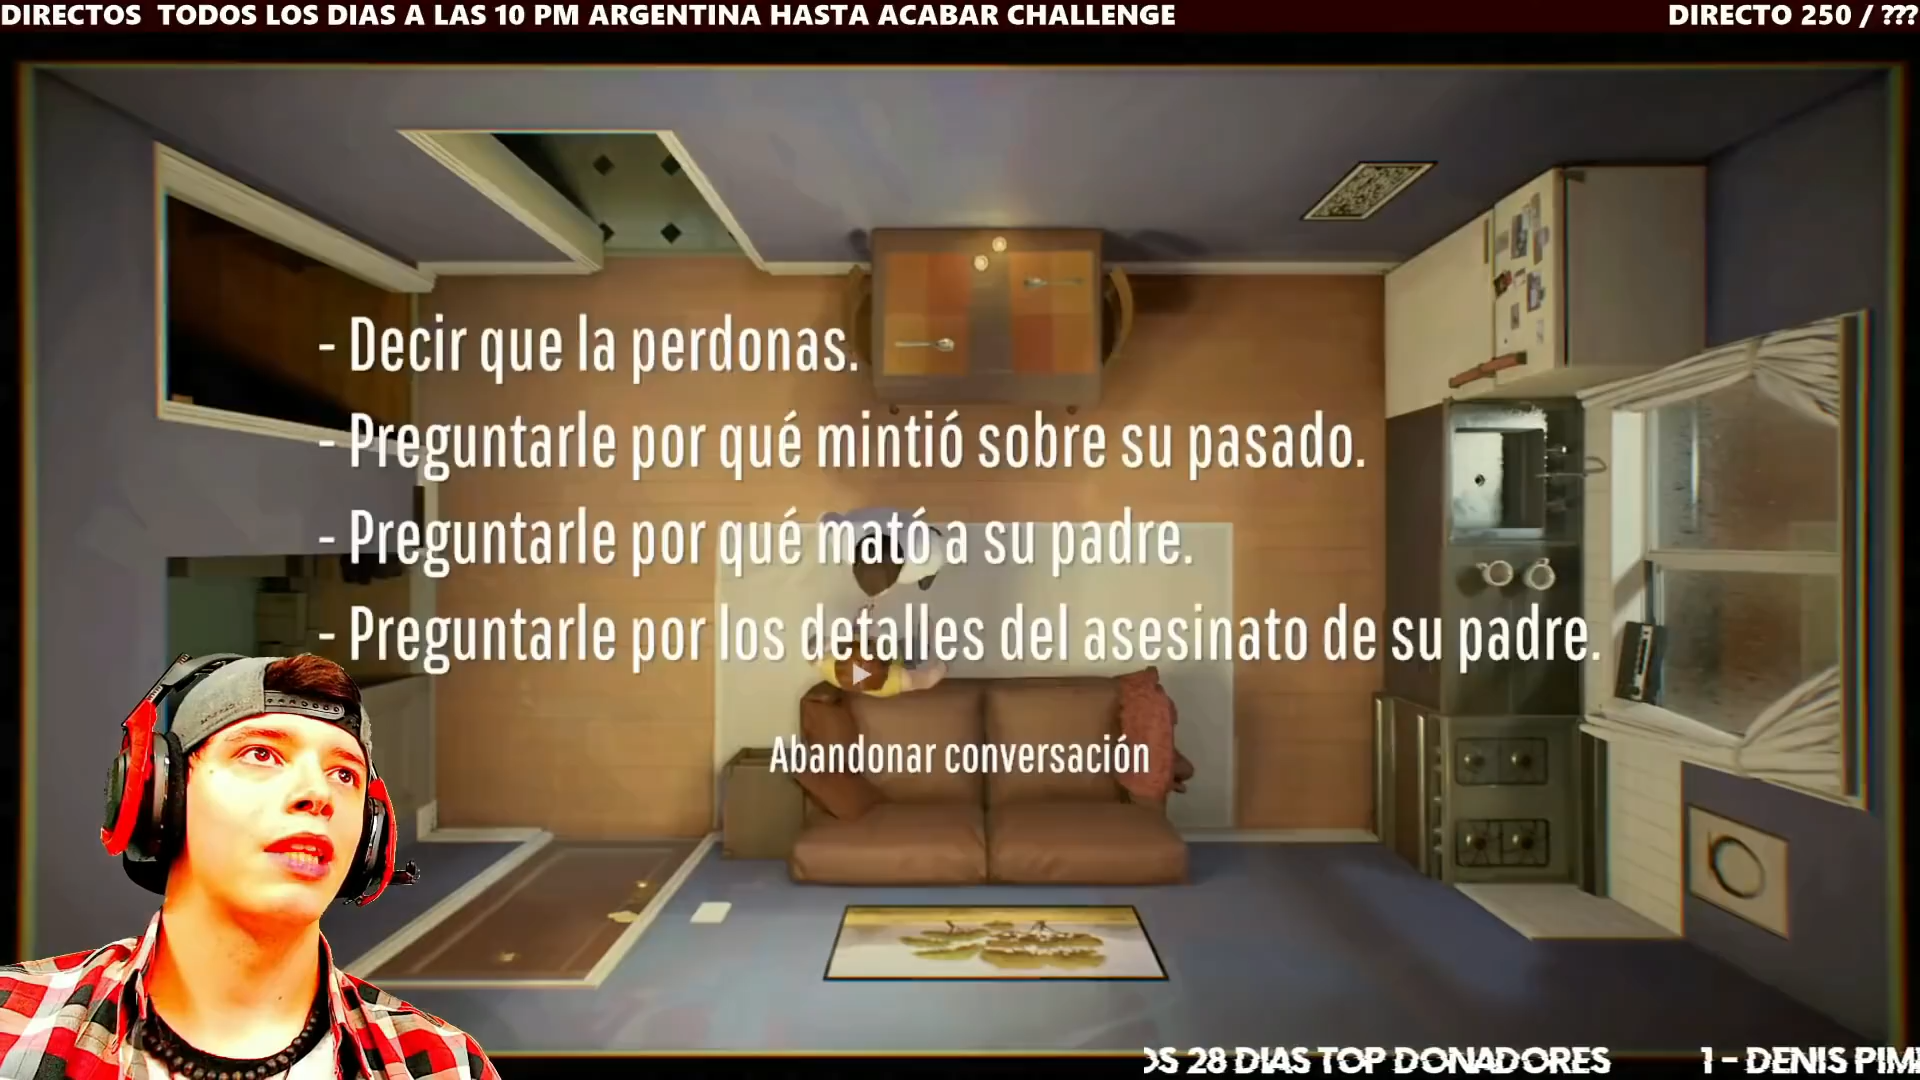 DIRECTOS TODOS LOS DIAS A LAS 10 PM ARGENTINA HASTA ACABAR CHALLENGE
DIRECTO 250 / ???
- Decir que la perdonas.
- Preguntarle por qué mintió sobre su pasado.
- Preguntarle por qué mató a su padre.
- Preguntarle por los detalles del asesinato de su padre.
Abandonar conversación
28 DIAS TOP DONADORES
1 - DENIS